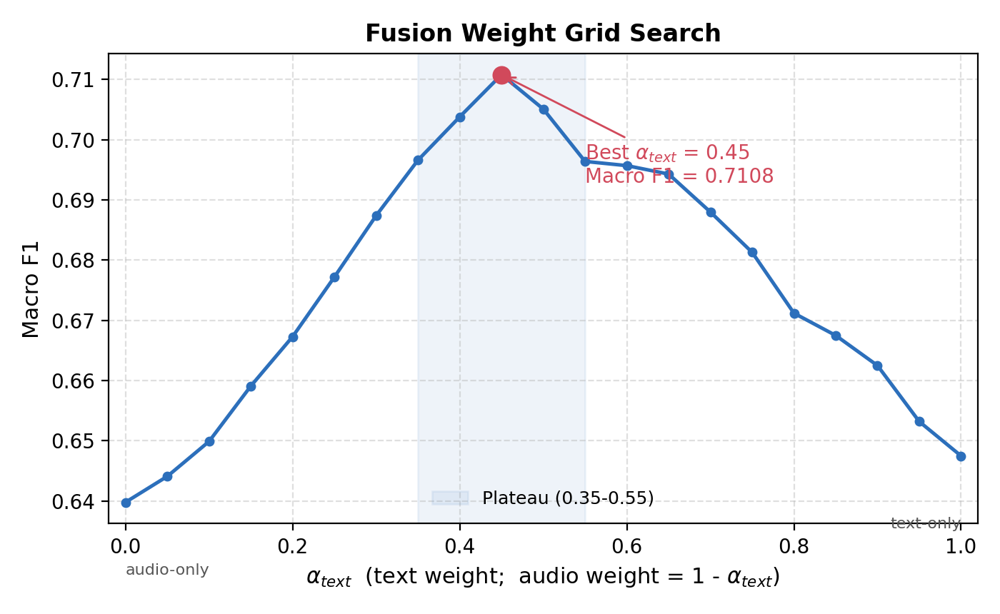 Fusion Weight Grid Search
0.71
0.70
0.69
0.68
0.67
0.66
0.65
0.64
Macro F1
Best α_text = 0.45
Macro F1 = 0.7108
Plateau (0.35-0.55)
text-only
0.0 0.2 0.4 0.6 0.8 1.0
audio-only
α_text (text weight; audio weight = 1 - α_text)